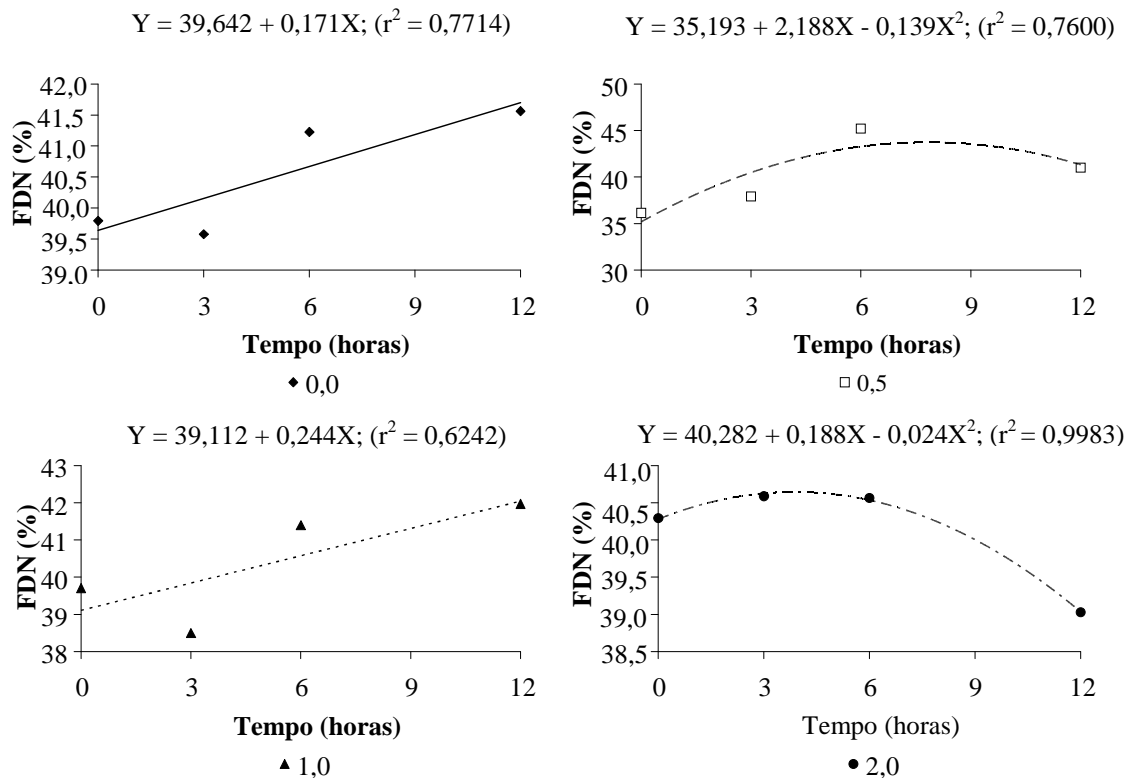 Y = 39,642 + 0,171X; (r² = 0,7714)
42,0
41,5
41,0
40,5
40,0
39,5
39,0
FDN (%)
0 3 6 9 12
Tempo (horas)
◆ 0,0
Y = 35,193 + 2,188X - 0,139X²; (r² = 0,7600)
50
45
40
35
30
FDN (%)
0 3 6 9 12
Tempo (horas)
□ 0,5
Y = 39,112 + 0,244X; (r² = 0,6242)
43
42
41
40
39
38
FDN (%)
0 3 6 9 12
Tempo (horas)
▲ 1,0
Y = 40,282 + 0,188X - 0,024X²; (r² = 0,9983)
41,0
40,5
40,0
39,5
39,0
38,5
FDN (%)
0 3 6 9 12
Tempo (horas)
● 2,0